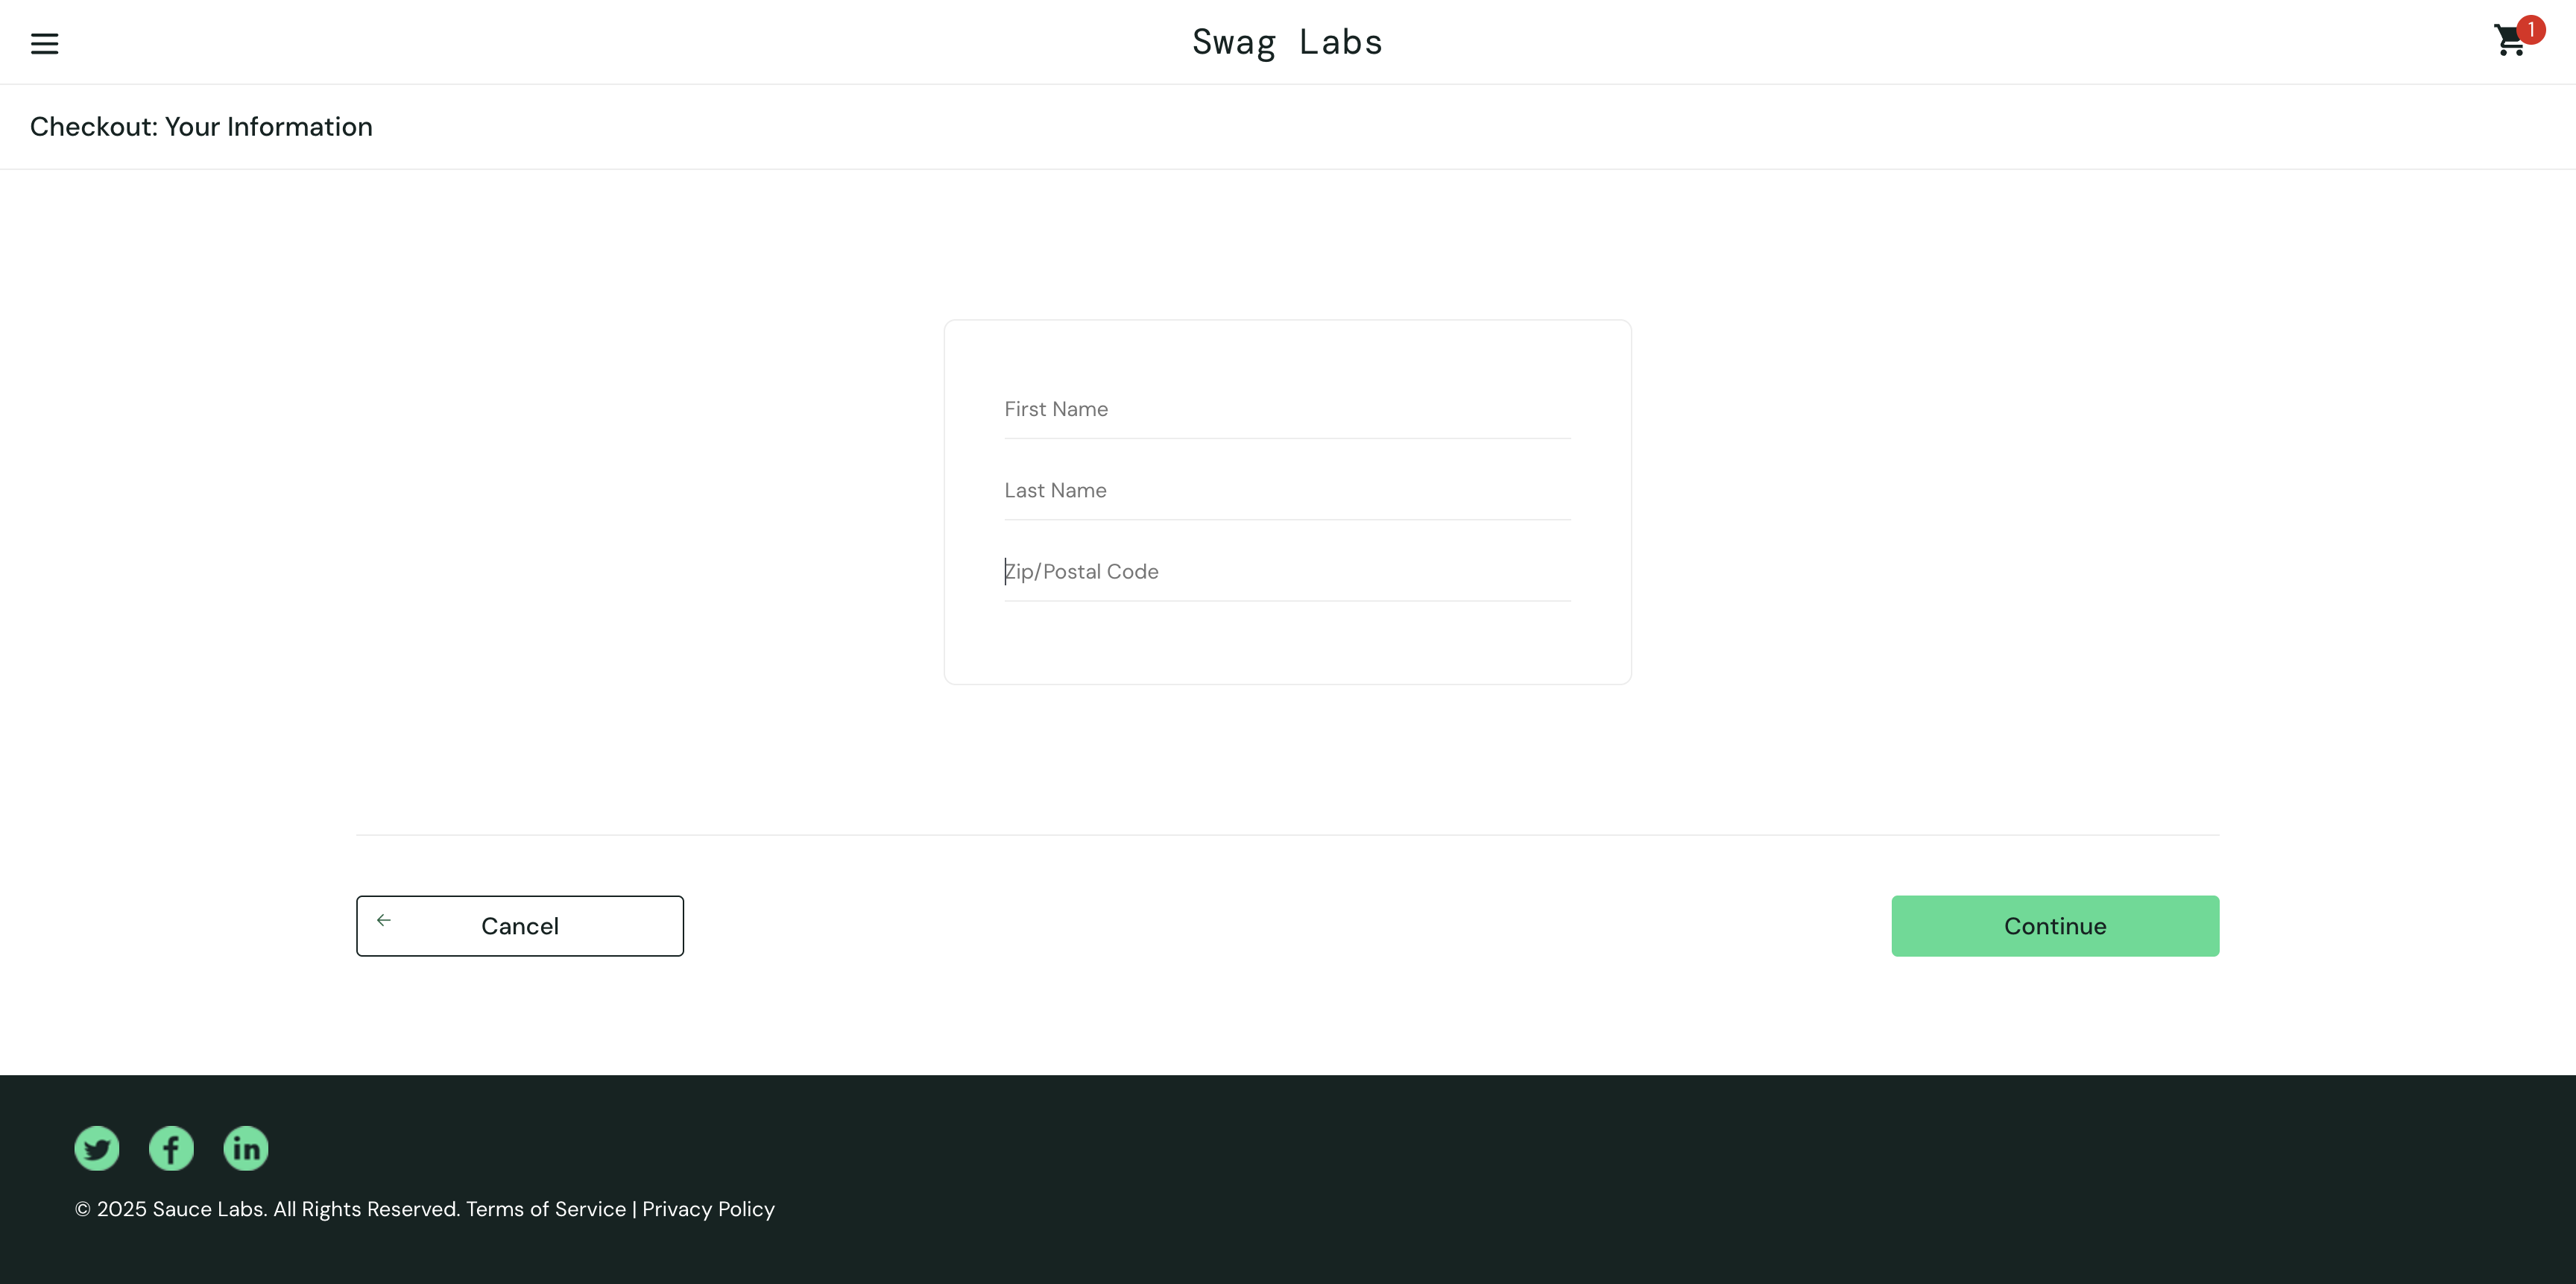 Swag Labs
1
Checkout: Your Information
First Name
Last Name
Zip/Postal Code
Cancel
Continue
© 2025 Sauce Labs. All Rights Reserved. Terms of Service | Privacy Policy